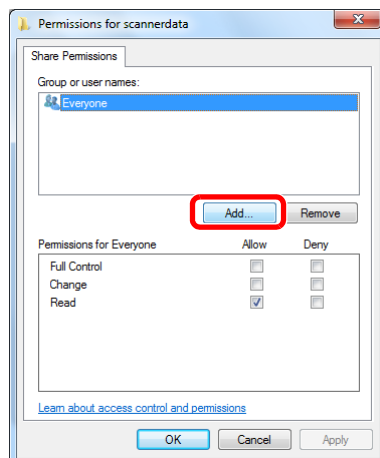 Permissions for scannerdata
Share Permissions
Group or user names:
Everyone
Add... Remove
Permissions for Everyone Allow Deny
Full Control
Change
Read
Learn about access control and permissions
OK Cancel Apply